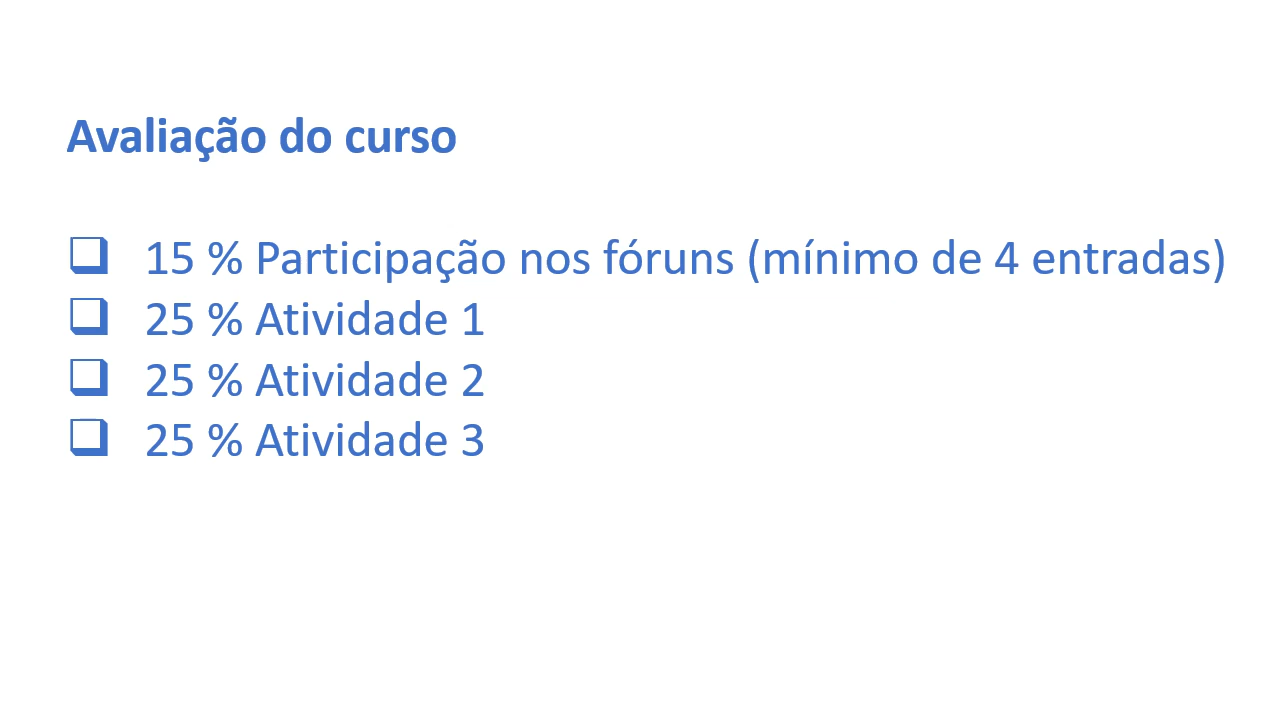 Avaliação do curso
❑ 15 % Participação nos fóruns (mínimo de 4 entradas)
❑ 25 % Atividade 1
❑ 25 % Atividade 2
❑ 25 % Atividade 3